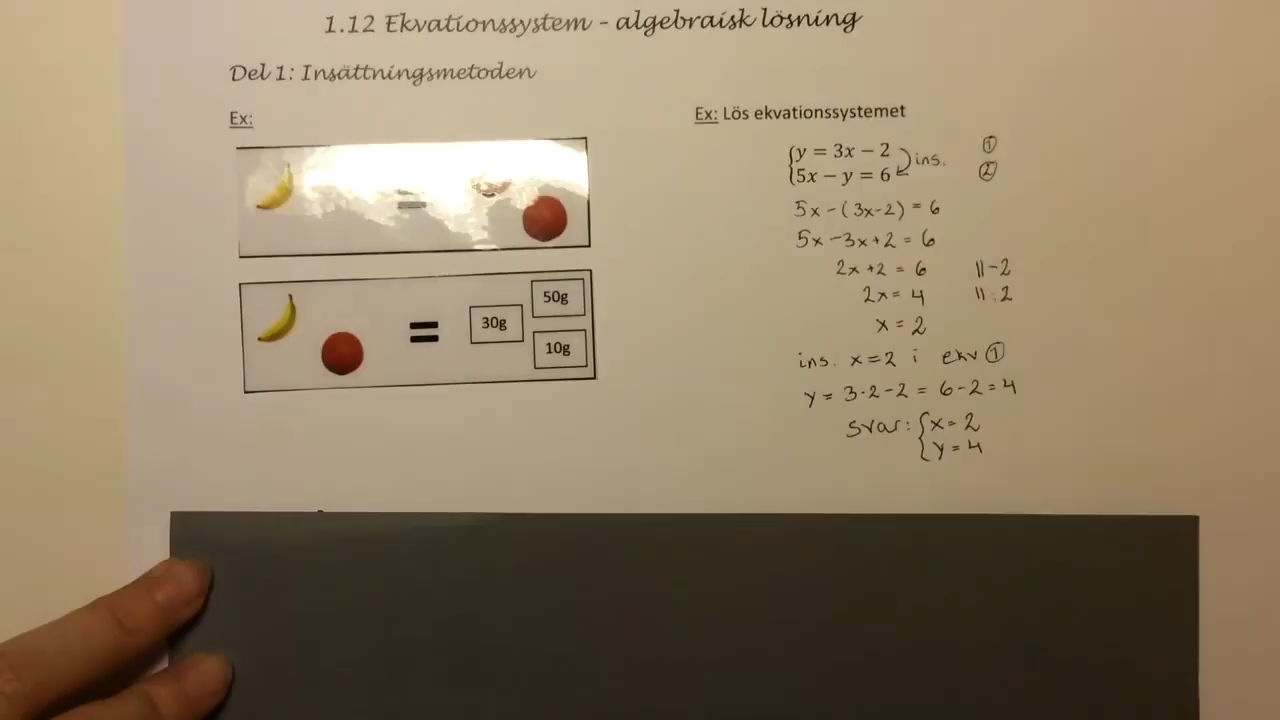 1.12 Ekvationssystem - algebraisk lösning
Del 1: Insättningsmetoden
Ex:
=
=
30g
50g
10g
Ex: Lös ekvationssystemet
y = 3x − 2 ins. ①
5x − y = 6 ②
5x-(3x-2) = 6
5x-3x+2 = 6
2x+2 = 6 ||-2
2x = 4 ||:2
x = 2
ins. x=2 i ekv ①
y = 3·2-2 = 6-2=4
svar: { x = 2
y = 4